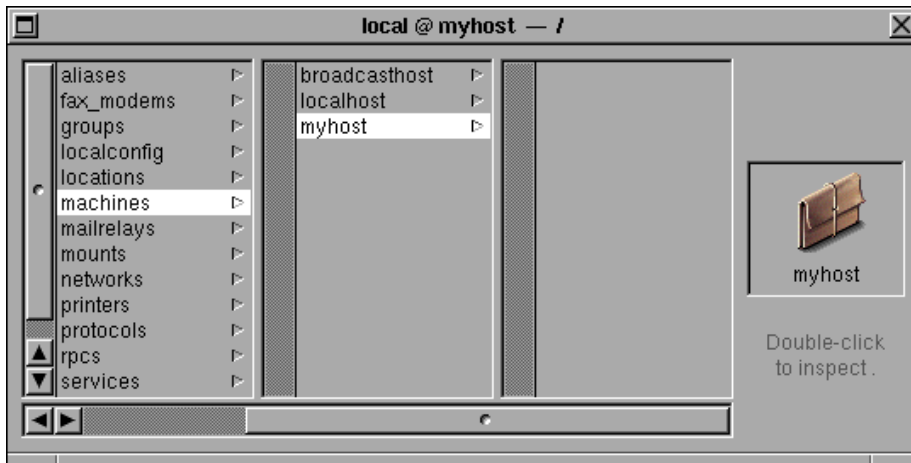 local @ myhost — /
aliases
fax_modems
groups
localconfig
locations
machines
mailrelays
mounts
networks
printers
protocols
rpcs
services
broadcasthost
localhost
myhost
myhost
Double-click
to inspect .